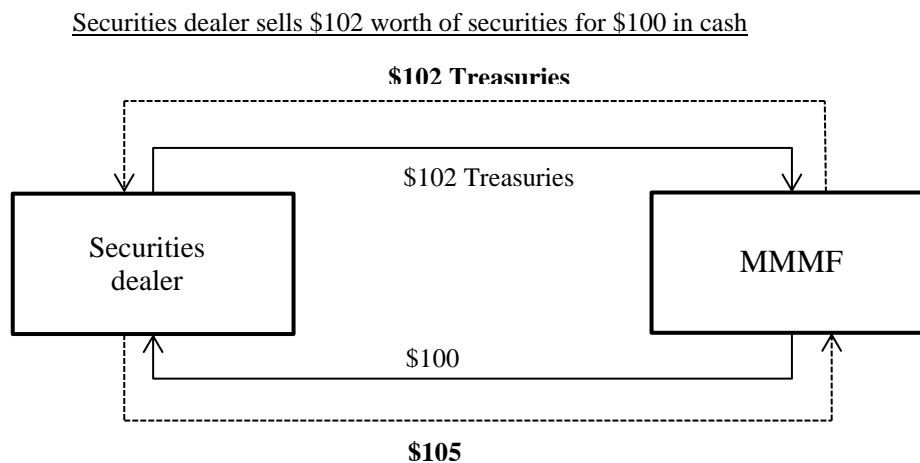 Securities dealer sells $102 worth of securities for $100 in cash
$102 Treasuries
$102 Treasuries
Securities
dealer
MMMF
$100
$105